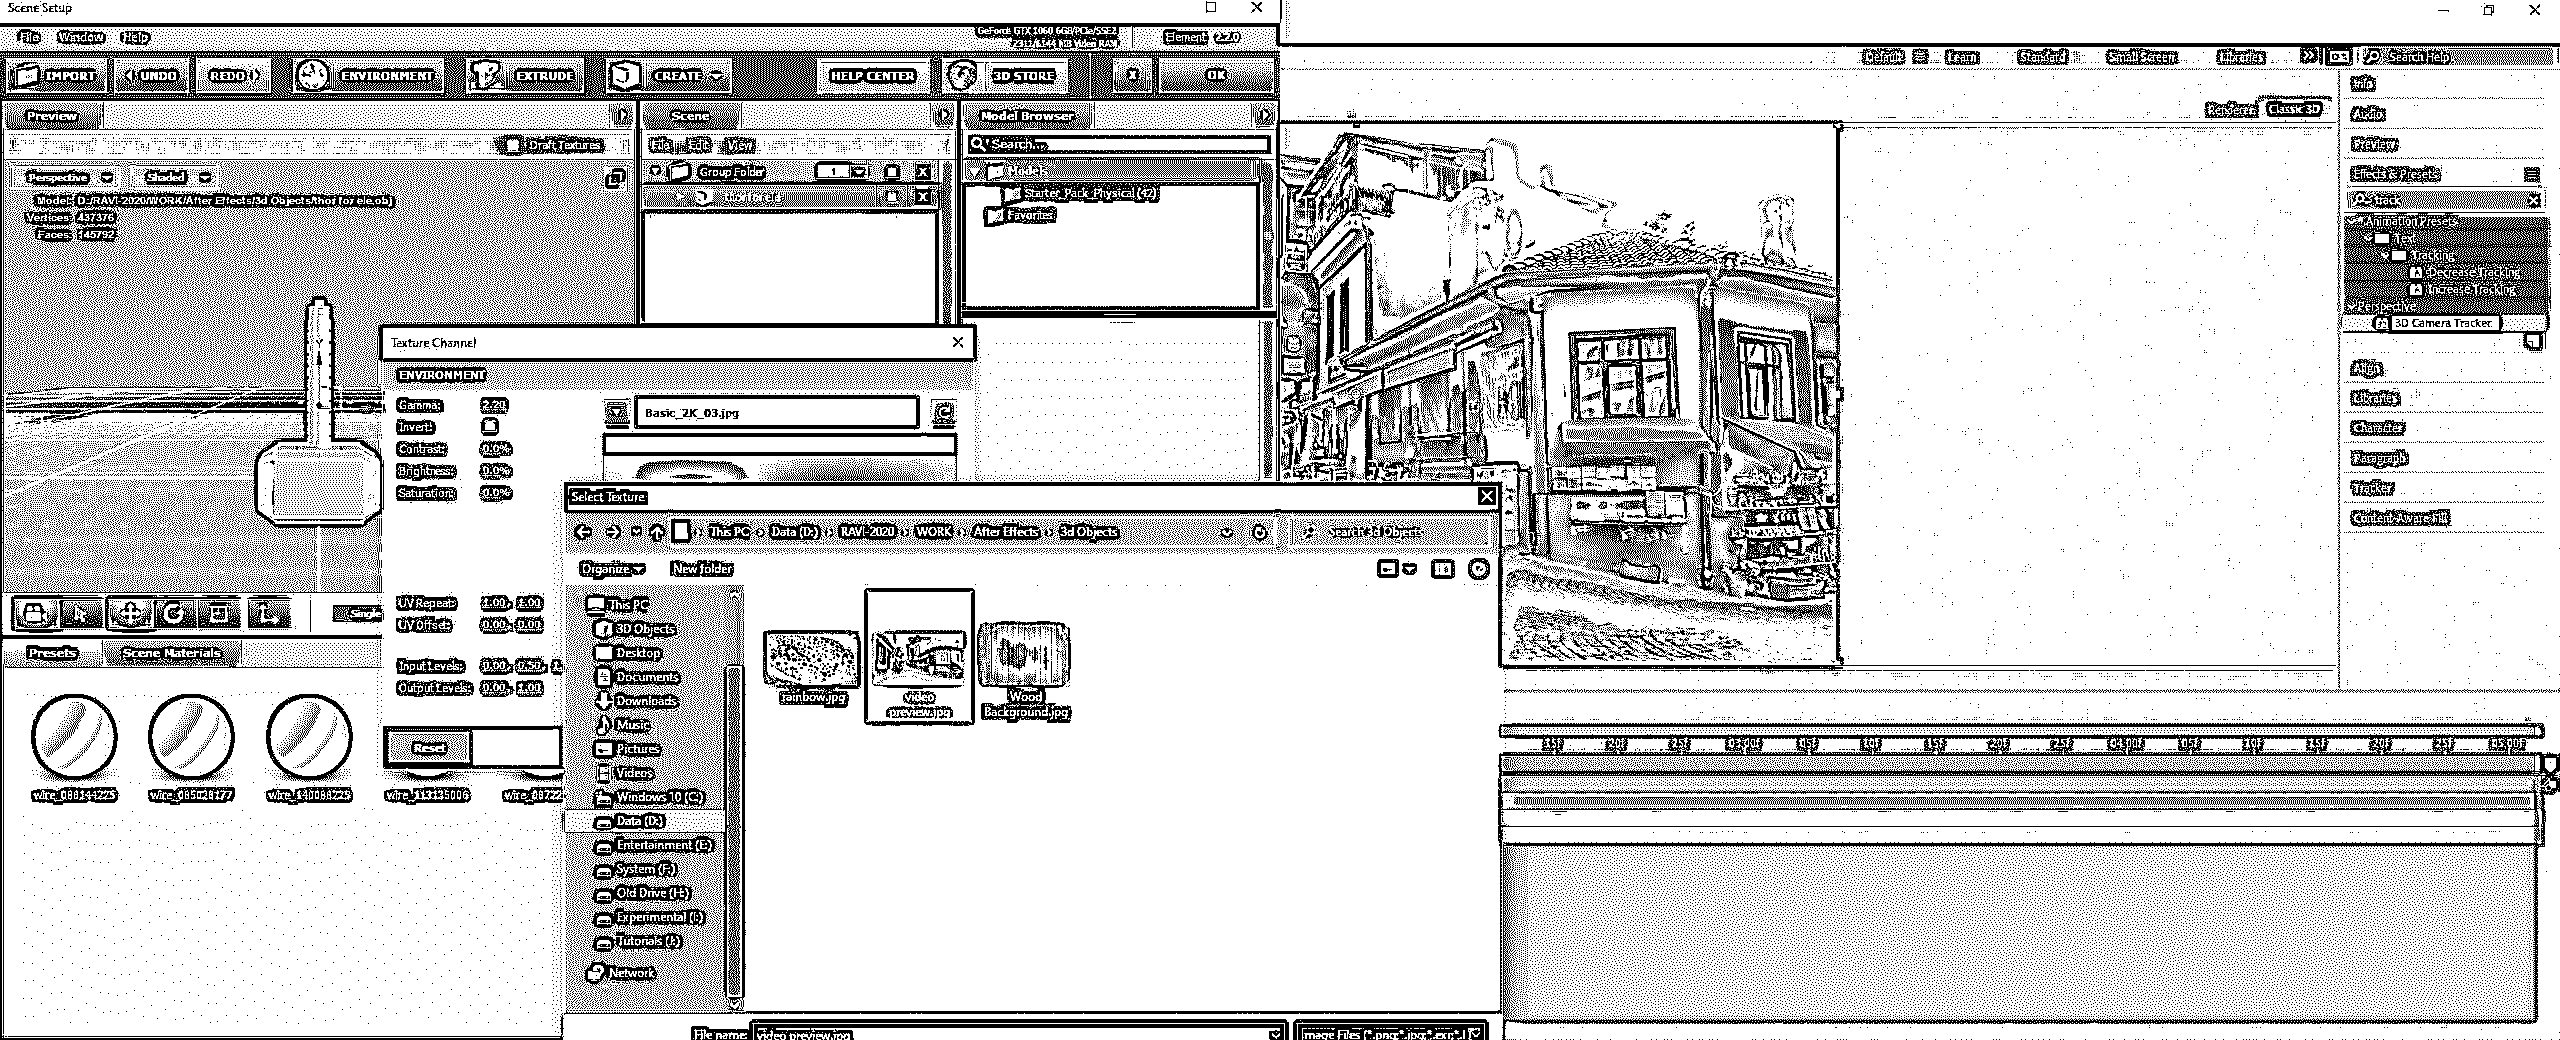 Scene Setup
File Window Help
GeForce GTX 1060 6GB/PCIe/SSE2
Element 2.2.0
IMPORT UNDO REDO ENVIRONMENT EXTRUDE CREATE HELP CENTER 3D STORE X OK
Default Learn Standard Small Screen Libraries Search Help
Preview Scene Model Browser
Draft Textures File Edit View Search...
Perspective Shaded
Group Folder 1 X
Models
Model: D:/RAVI-2020/WORK/After Effects/3d Objects/thor for ele.obj
Starter_Pack_Physical (42)
Vertices: 437376
Favorites
Faces: 145792
Renderer: Classic 3D
Info
Audio
Preview
Effects & Presets
track
Animation Presets
Text
Tracking
Decrease Tracking
Increase Tracking
Perspective
3D Camera Tracker
Align
Libraries
Character
Paragraph
Tracker
Content-Aware Fill
Texture Channel
ENVIRONMENT
Gamma: 2.20
Basic_2K_03.jpg
Invert:
Contrast: 0.0%
Brightness: 0.0%
Saturation: 0.0%
UV Repeat: 1.00, 1.00
UV Offset: 0.00, 0.00
Input Levels: 0.00, 0.50, 1.
Output Levels: 0.00, 1.00
Reset
Select Texture
This PC Data (D:) RAVI-2020 WORK After Effects 3d Objects Search 3d Objects
Organize New folder
This PC
3D Objects
Desktop
Documents
Downloads
Music
Pictures
Videos
Windows 10 (C:)
Data (D:)
Entertainment (E:)
System (F:)
Old Drive (H:)
Experimental (I:)
Tutorials (J:)
Network
rainbow.jpg
video preview.jpg
Wood Background.jpg
File name: video preview.jpg
Presets Scene Materials
wire_088144225 wire_085028177 wire_140088225 wire_113135006